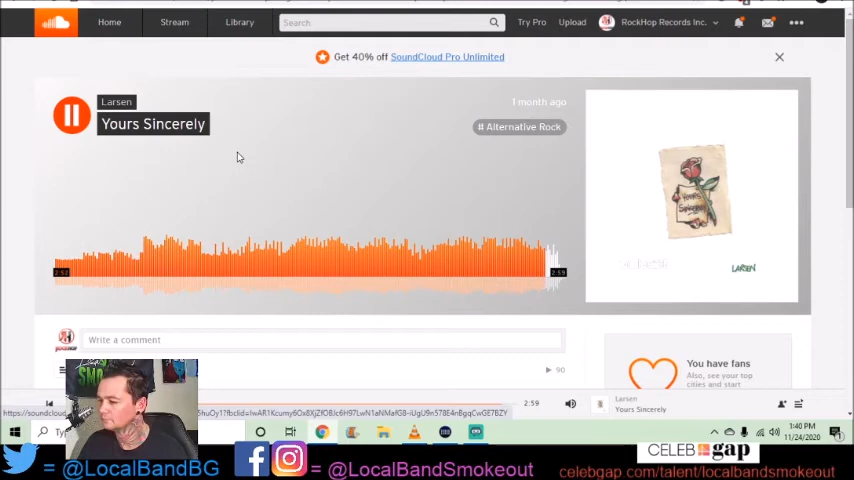 Home
Stream
Library
Search
Try Pro
Upload
RockHop Records Inc.
Get 40% off SoundCloud Pro Unlimited
Larsen
Yours Sincerely
1 month ago
# Alternative Rock
2:52
2:59
LARSEN
Write a comment
90
You have fans
Also, see your top
cities and start
2:59
Larsen
Yours Sincerely
1:40 PM
11/24/2020
= @LocalBandBG
= @LocalBandSmokeout
CELEB gap
celebgap.com/talent/localbandsmokeout